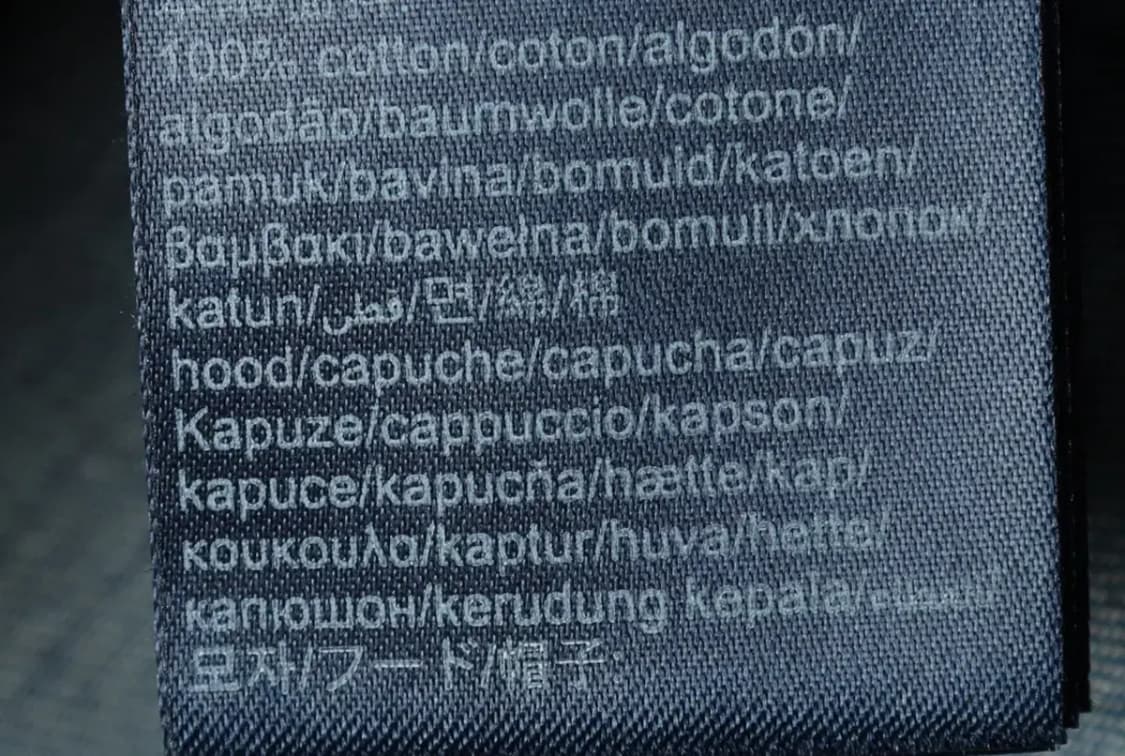 100% cotton/coton/algodón/
algodão/baumwolle/cotone/
pamuk/bavlna/bomuld/katoen/
βαμβακι/bawełna/bomull/хлопок/
katun/قطن/면/綿/棉
hood/capuche/capucha/capuz/
Kapuze/cappuccio/kapson/
kapuce/kapucňa/hætte/kap/
κουκουλα/kaptur/huva/hette/
капюшон/kerudung kepala/
모자/フード/帽子: